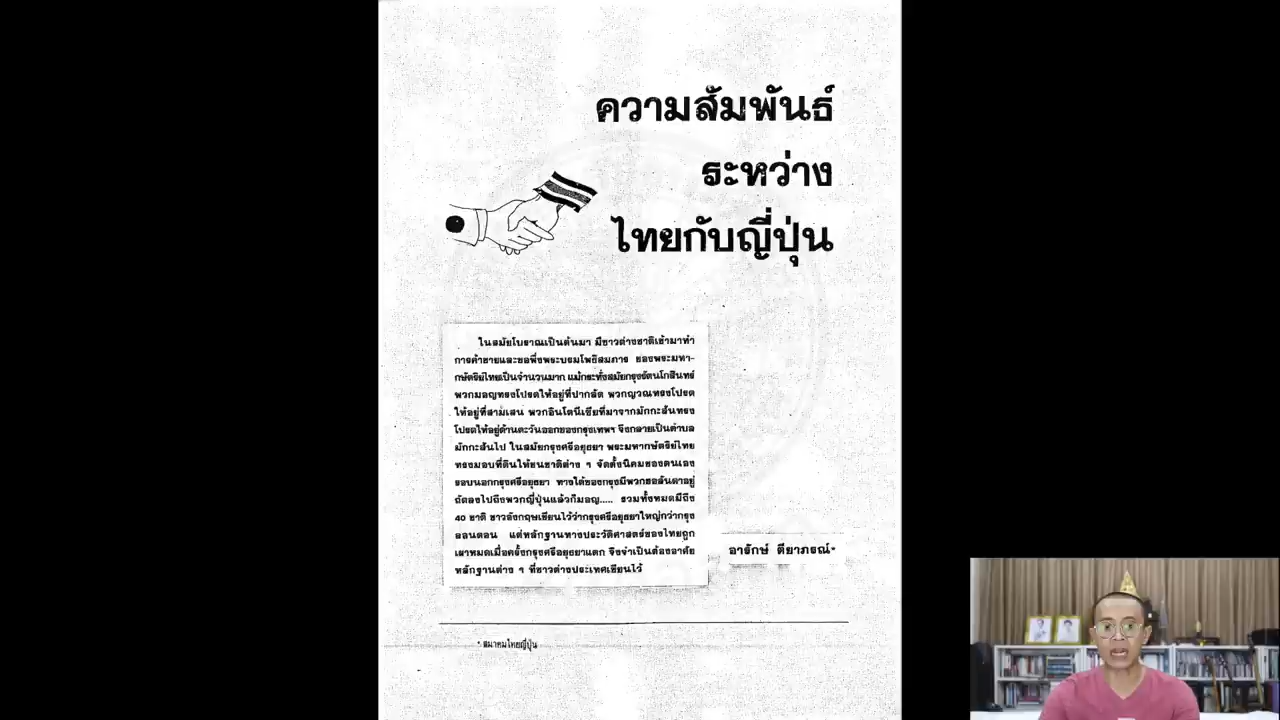 ความสัมพันธ์
ระหว่าง
ไทยกับญี่ปุ่น
ในสมัยโบราณเป็นต้นมา มีชาวต่างชาติเข้ามาทำ
การค้าขายและขอพึ่งพระบรมโพธิสมภาร ของพระมหา-
กษัตริย์ไทยเป็นจำนวนมาก แม้กระทั่งสมัยกรุงรัตนโกสินทร์
พวกมอญทรงโปรดให้อยู่ที่ปากลัด พวกญวณทรงโปรด
ให้อยู่ที่สามเสน พวกอินโดนีเซียที่มาจากมักกะสันทรง
โปรดให้อยู่ด้านตะวันออกของกรุงเทพฯ จึงกลายเป็นตำบล
มักกะสันไป ในสมัยกรุงศรีอยุธยา พระมหากษัตริย์ไทย
ทรงมอบที่ดินให้ชนชาติต่าง ๆ จัดตั้งนิคมของตนเอง
รอบนอกกรุงศรีอยุธยา ทางใต้ของกรุงมีพวกฮอลันดาอยู่
ถัดลงไปถึงพวกญี่ปุ่นแล้วก็มอญ..... รวมทั้งหมดมีถึง
40 ชาติ ชาวอังกฤษเขียนไว้ว่ากรุงศรีอยุธยาใหญ่กว่ากรุง
ลอนดอน แต่หลักฐานทางประวัติศาสตร์ของไทยถูก
เผาหมดเมื่อครั้งกรุงศรีอยุธยาแตก จึงจำเป็นต้องอาศัย
หลักฐานต่าง ๆ ที่ชาวต่างประเทศเขียนไว้
อารักษ์ ตียาภรณ์*
* สมาคมไทยญี่ปุ่น